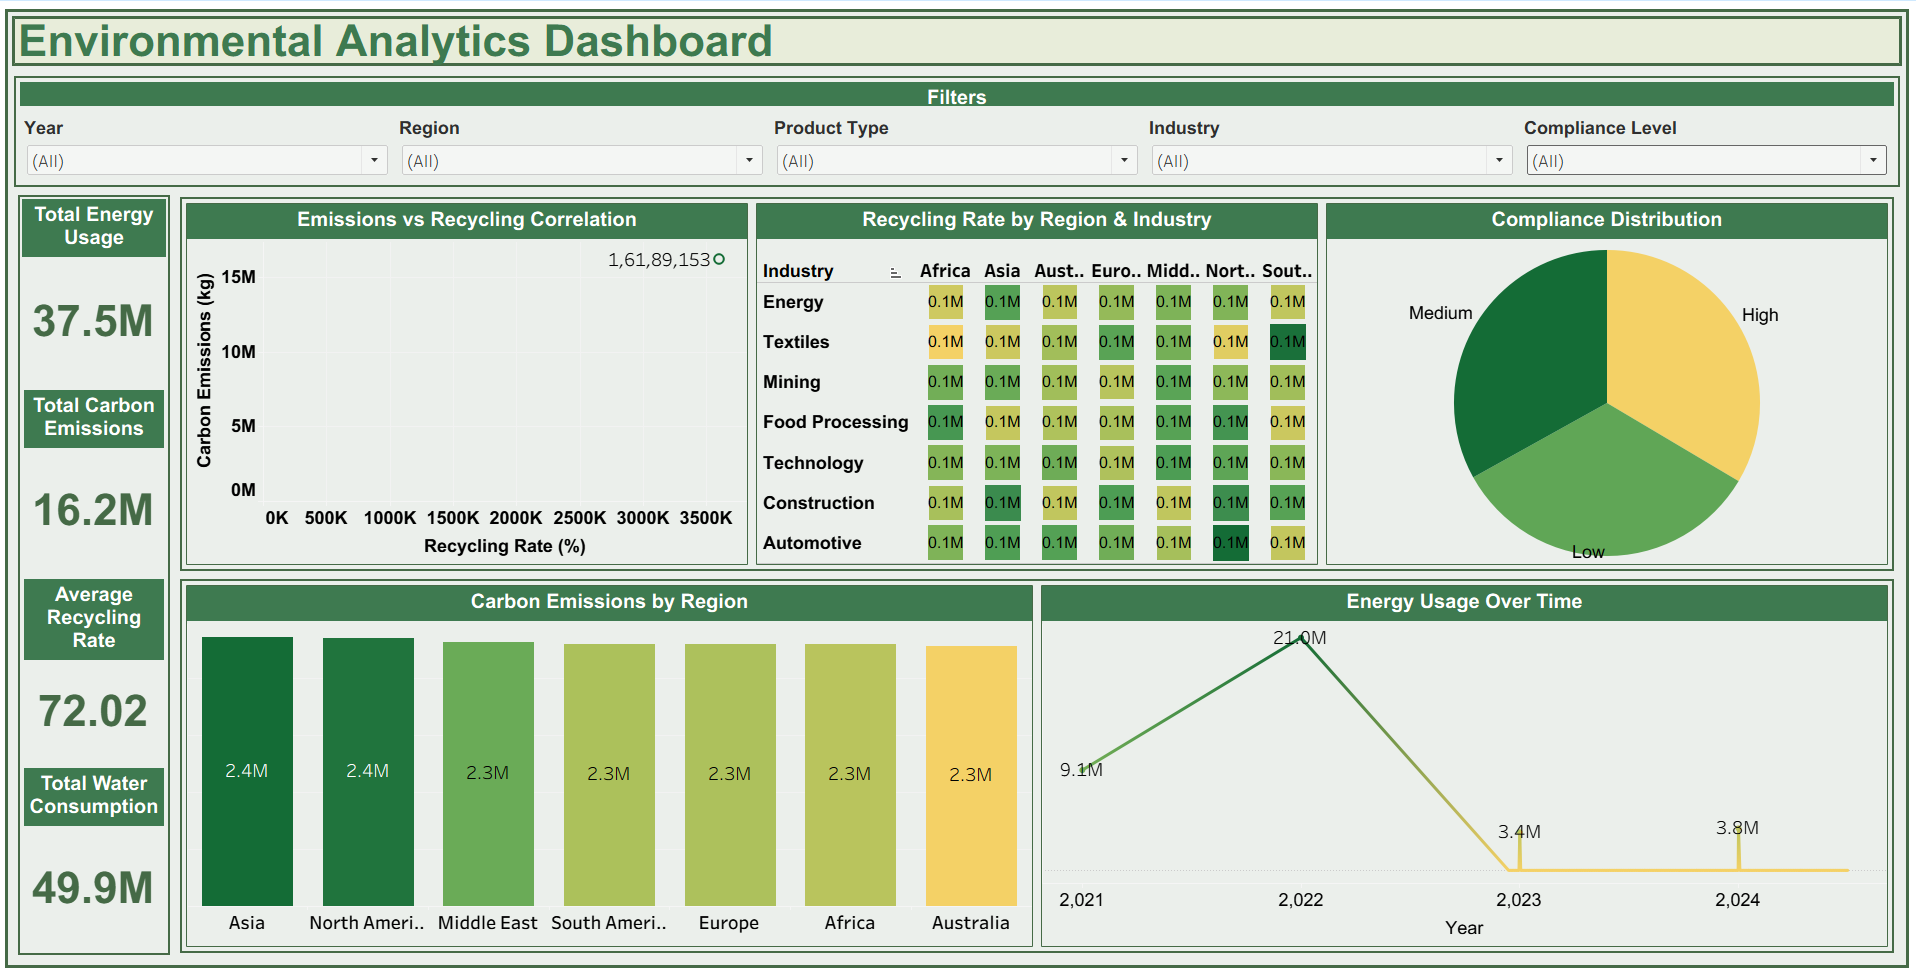 Environmental Analytics Dashboard
Filters
Year Region Product Type Industry Compliance Level
(All) (All) (All) (All) (All)
Total Energy
Usage
37.5M
Total Carbon
Emissions
16.2M
Average
Recycling
Rate
72.02
Total Water
Consumption
49.9M
Emissions vs Recycling Correlation
1,61,89,153
Carbon Emissions (kg)
15M
10M
5M
0M
0K 500K 1000K 1500K 2000K 2500K 3000K 3500K
Recycling Rate (%)
Recycling Rate by Region & Industry
Industry Africa Asia Aust.. Euro.. Midd.. Nort.. Sout..
Energy 0.1M 0.1M 0.1M 0.1M 0.1M 0.1M 0.1M
Textiles 0.1M 0.1M 0.1M 0.1M 0.1M 0.1M 0.1M
Mining 0.1M 0.1M 0.1M 0.1M 0.1M 0.1M 0.1M
Food Processing 0.1M 0.1M 0.1M 0.1M 0.1M 0.1M 0.1M
Technology 0.1M 0.1M 0.1M 0.1M 0.1M 0.1M 0.1M
Construction 0.1M 0.1M 0.1M 0.1M 0.1M 0.1M 0.1M
Automotive 0.1M 0.1M 0.1M 0.1M 0.1M 0.1M 0.1M
Compliance Distribution
Medium
High
Low
Carbon Emissions by Region
2.4M 2.4M 2.3M 2.3M 2.3M 2.3M 2.3M
Asia North Ameri.. Middle East South Ameri.. Europe Africa Australia
Energy Usage Over Time
21.0M
9.1M
3.4M
3.8M
2,021 2,022 2,023 2,024
Year